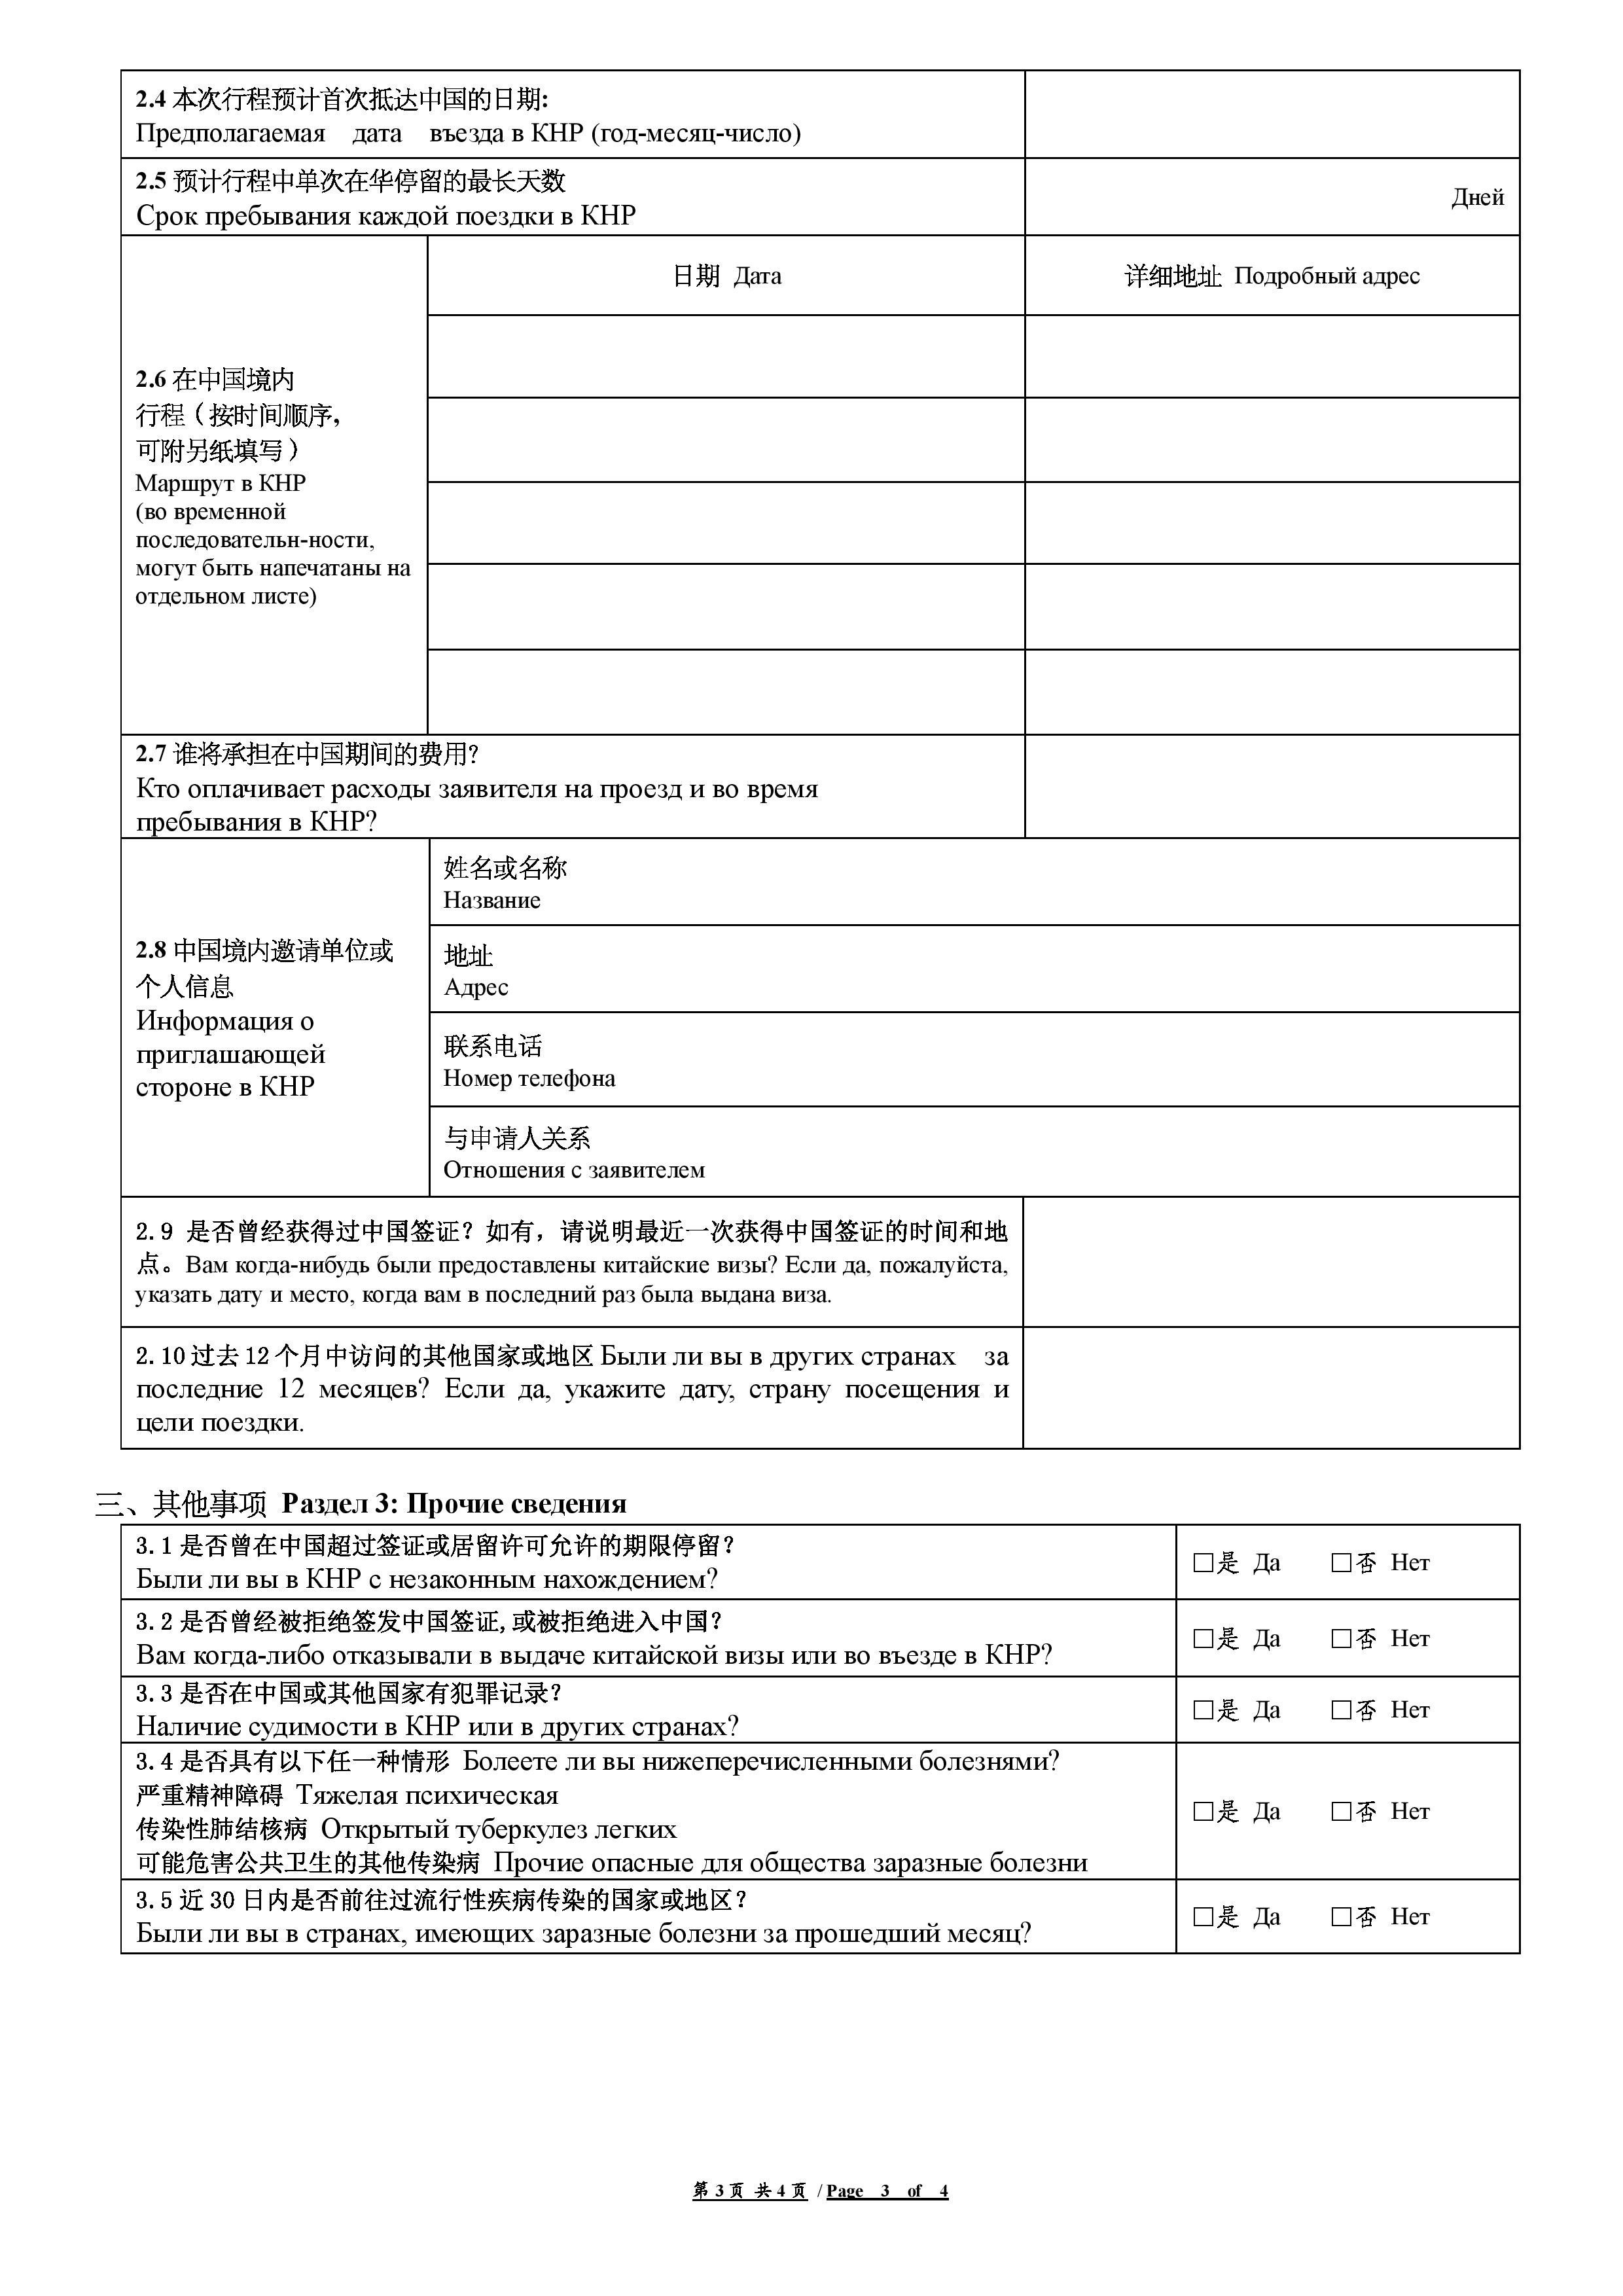 2.4 本次行程预计首次抵达中国的日期:
Предполагаемая дата въезда в КНР (год-месяц-число)
2.5 预计行程中单次在华停留的最长天数
Срок пребывания каждой поездки в КНР
Дней
2.6 在中国境内
行程（按时间顺序,
可附另纸填写）
Маршрут в КНР
(во временной
последовательн-ности,
могут быть напечатаны на
отдельном листе)
日期 Дата
详细地址 Подробный адрес
2.7 谁将承担在中国期间的费用?
Кто оплачивает расходы заявителя на проезд и во время
пребывания в КНР?
2.8 中国境内邀请单位或
个人信息
Информация о
приглашающей
стороне в КНР
姓名或名称
Название
地址
Адрес
联系电话
Номер телефона
与申请人关系
Отношения с заявителем
2.9 是否曾经获得过中国签证？如有，请说明最近一次获得中国签证的时间和地
点。Вам когда-нибудь были предоставлены китайские визы? Если да, пожалуйста,
указать дату и место, когда вам в последний раз была выдана виза.
2.10 过去 12 个月中访问的其他国家或地区 Были ли вы в других странах за
последние 12 месяцев? Если да, укажите дату, страну посещения и
цели поездки.
三、其他事项 Раздел 3: Прочие сведения
3.1 是否曾在中国超过签证或居留许可允许的期限停留？
Были ли вы в КНР с незаконным нахождением?
□是 Да □否 Нет
3.2 是否曾经被拒绝签发中国签证,或被拒绝进入中国？
Вам когда-либо отказывали в выдаче китайской визы или во въезде в КНР?
□是 Да □否 Нет
3.3 是否在中国或其他国家有犯罪记录？
Наличие судимости в КНР или в других странах?
□是 Да □否 Нет
3.4 是否具有以下任一种情形 Болеете ли вы нижеперечисленными болезнями?
严重精神障碍 Тяжелая психическая
传染性肺结核病 Открытый туберкулез легких
可能危害公共卫生的其他传染病 Прочие опасные для общества заразные болезни
□是 Да □否 Нет
3.5 近 30 日内是否前往过流行性疾病传染的国家或地区？
Были ли вы в странах, имеющих заразные болезни за прошедший месяц?
□是 Да □否 Нет
第 3 页 共 4 页 / Page 3 of 4